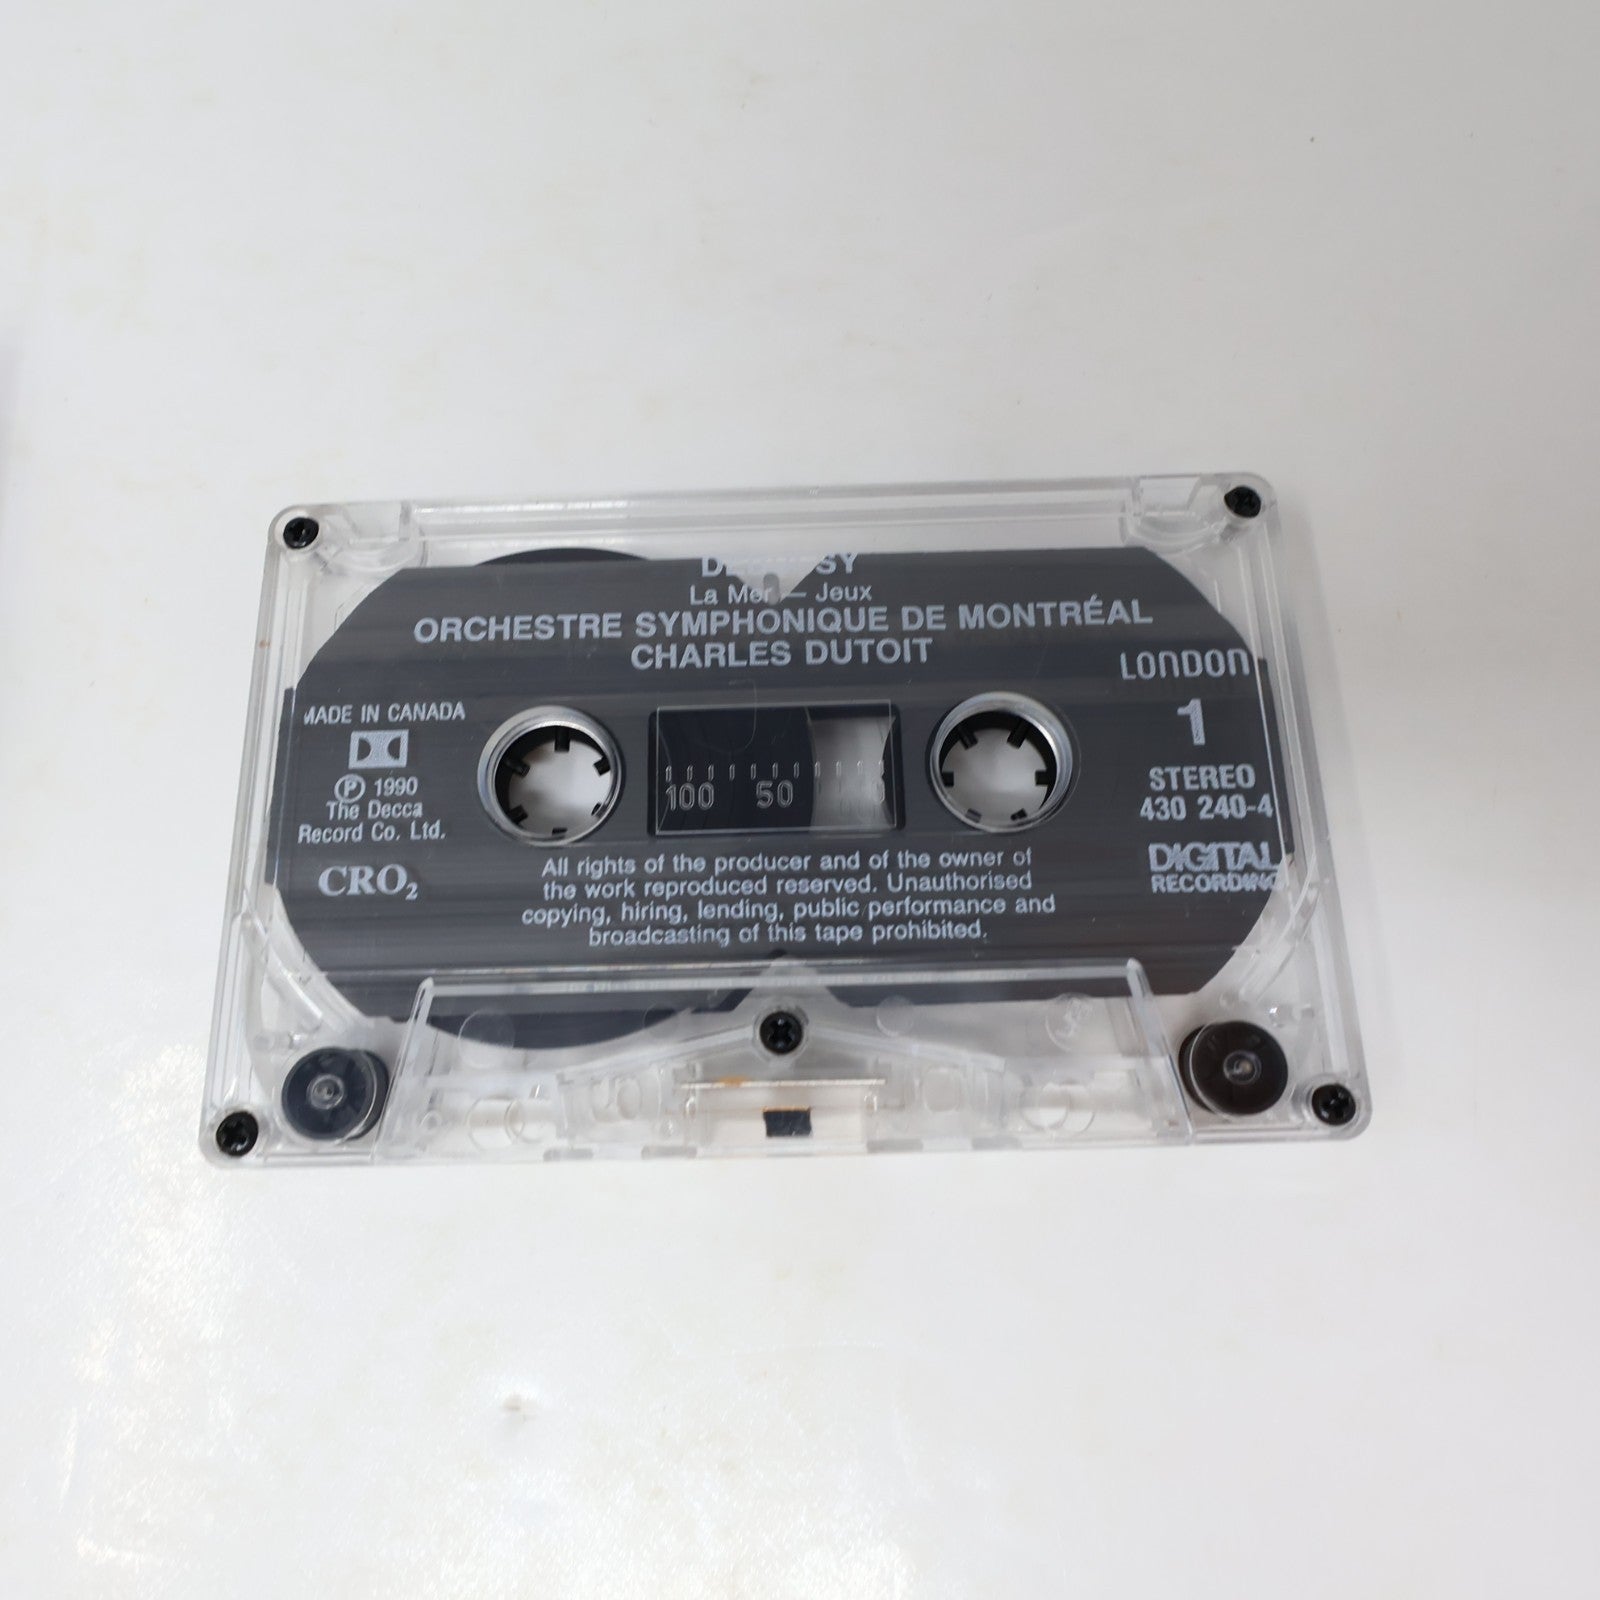 La Mer — Jeux
ORCHESTRE SYMPHONIQUE DE MONTRÉAL
CHARLES DUTOIT
LONDON
MADE IN CANADA
1
℗ 1990
The Decca
Record Co. Ltd.
STEREO
430 240-4
100 50
CRO₂
DIGITAL
RECORDING
All rights of the producer and of the owner of
the work reproduced reserved. Unauthorised
copying, hiring, lending, public performance and
broadcasting of this tape prohibited.